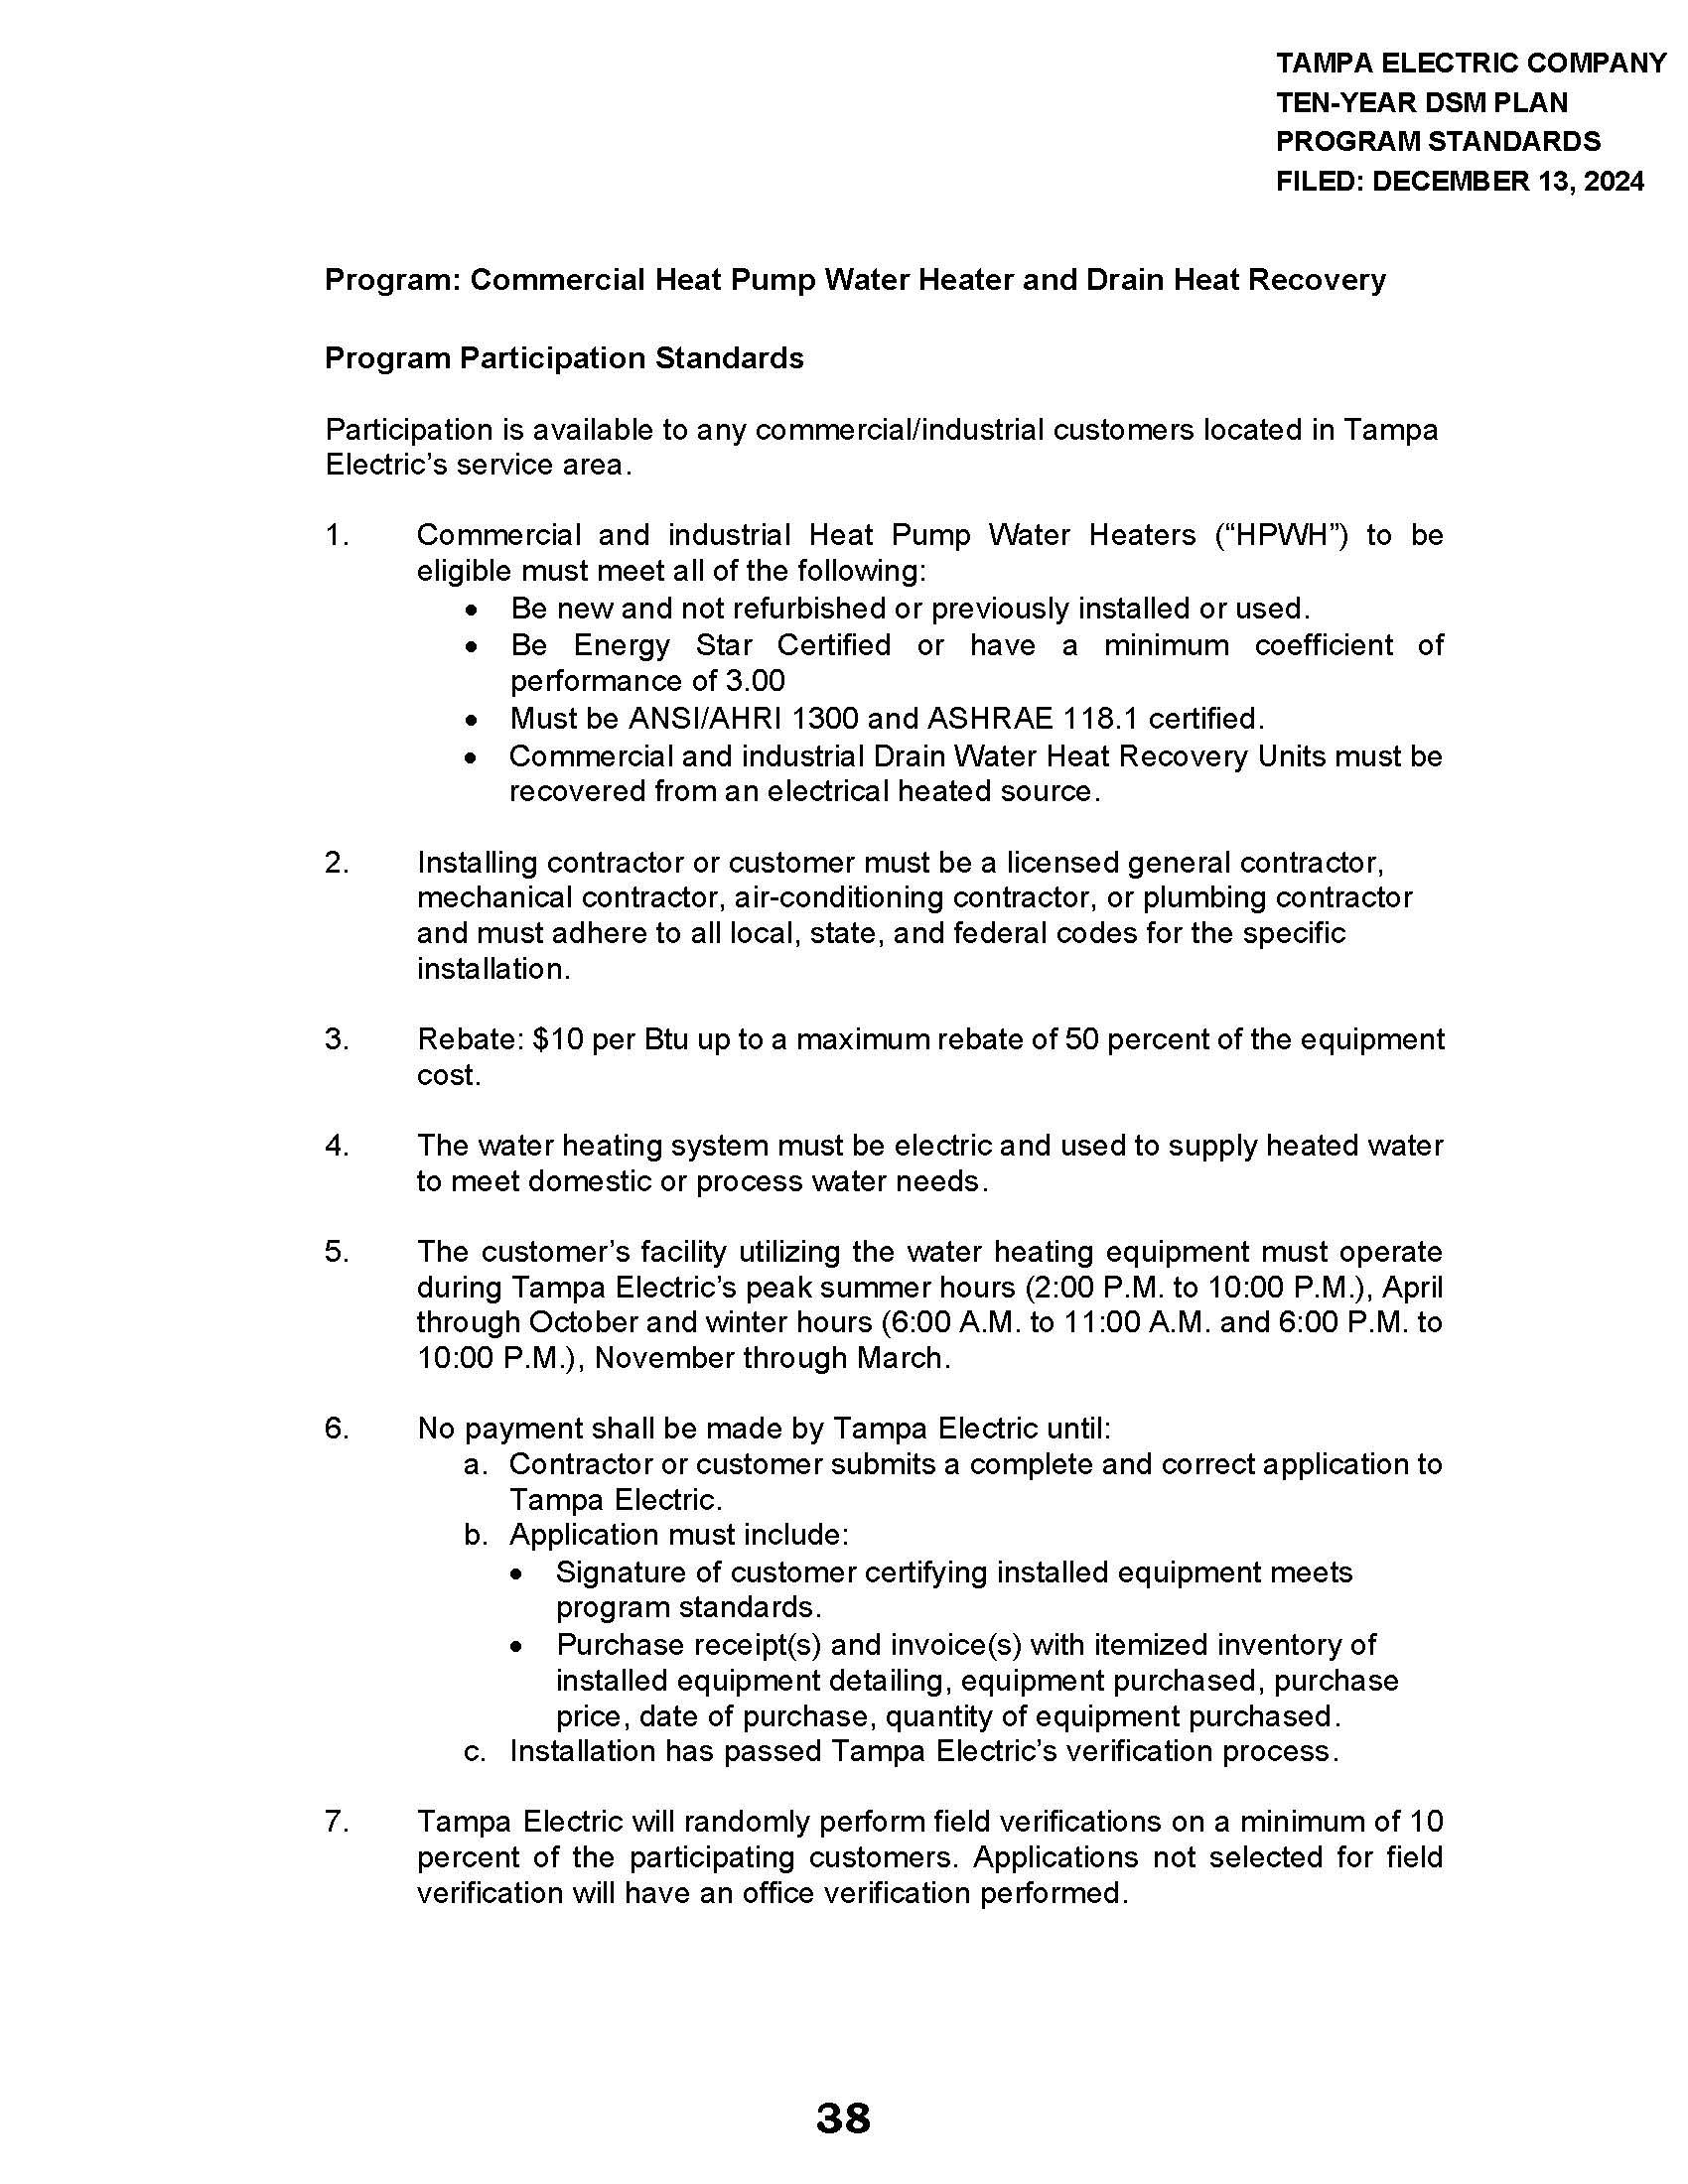 TAMPA ELECTRIC COMPANY
TEN-YEAR DSM PLAN
PROGRAM STANDARDS
FILED: DECEMBER 13, 2024
Program: Commercial Heat Pump Water Heater and Drain Heat Recovery
Program Participation Standards
Participation is available to any commercial/industrial customers located in Tampa
Electric’s service area.
1. Commercial and industrial Heat Pump Water Heaters (“HPWH”) to be
eligible must meet all of the following:
• Be new and not refurbished or previously installed or used.
• Be Energy Star Certified or have a minimum coefficient of
performance of 3.00
• Must be ANSI/AHRI 1300 and ASHRAE 118.1 certified.
• Commercial and industrial Drain Water Heat Recovery Units must be
recovered from an electrical heated source.
2. Installing contractor or customer must be a licensed general contractor,
mechanical contractor, air-conditioning contractor, or plumbing contractor
and must adhere to all local, state, and federal codes for the specific
installation.
3. Rebate: $10 per Btu up to a maximum rebate of 50 percent of the equipment
cost.
4. The water heating system must be electric and used to supply heated water
to meet domestic or process water needs.
5. The customer’s facility utilizing the water heating equipment must operate
during Tampa Electric’s peak summer hours (2:00 P.M. to 10:00 P.M.), April
through October and winter hours (6:00 A.M. to 11:00 A.M. and 6:00 P.M. to
10:00 P.M.), November through March.
6. No payment shall be made by Tampa Electric until:
a. Contractor or customer submits a complete and correct application to
Tampa Electric.
b. Application must include:
• Signature of customer certifying installed equipment meets
program standards.
• Purchase receipt(s) and invoice(s) with itemized inventory of
installed equipment detailing, equipment purchased, purchase
price, date of purchase, quantity of equipment purchased.
c. Installation has passed Tampa Electric’s verification process.
7. Tampa Electric will randomly perform field verifications on a minimum of 10
percent of the participating customers. Applications not selected for field
verification will have an office verification performed.
38